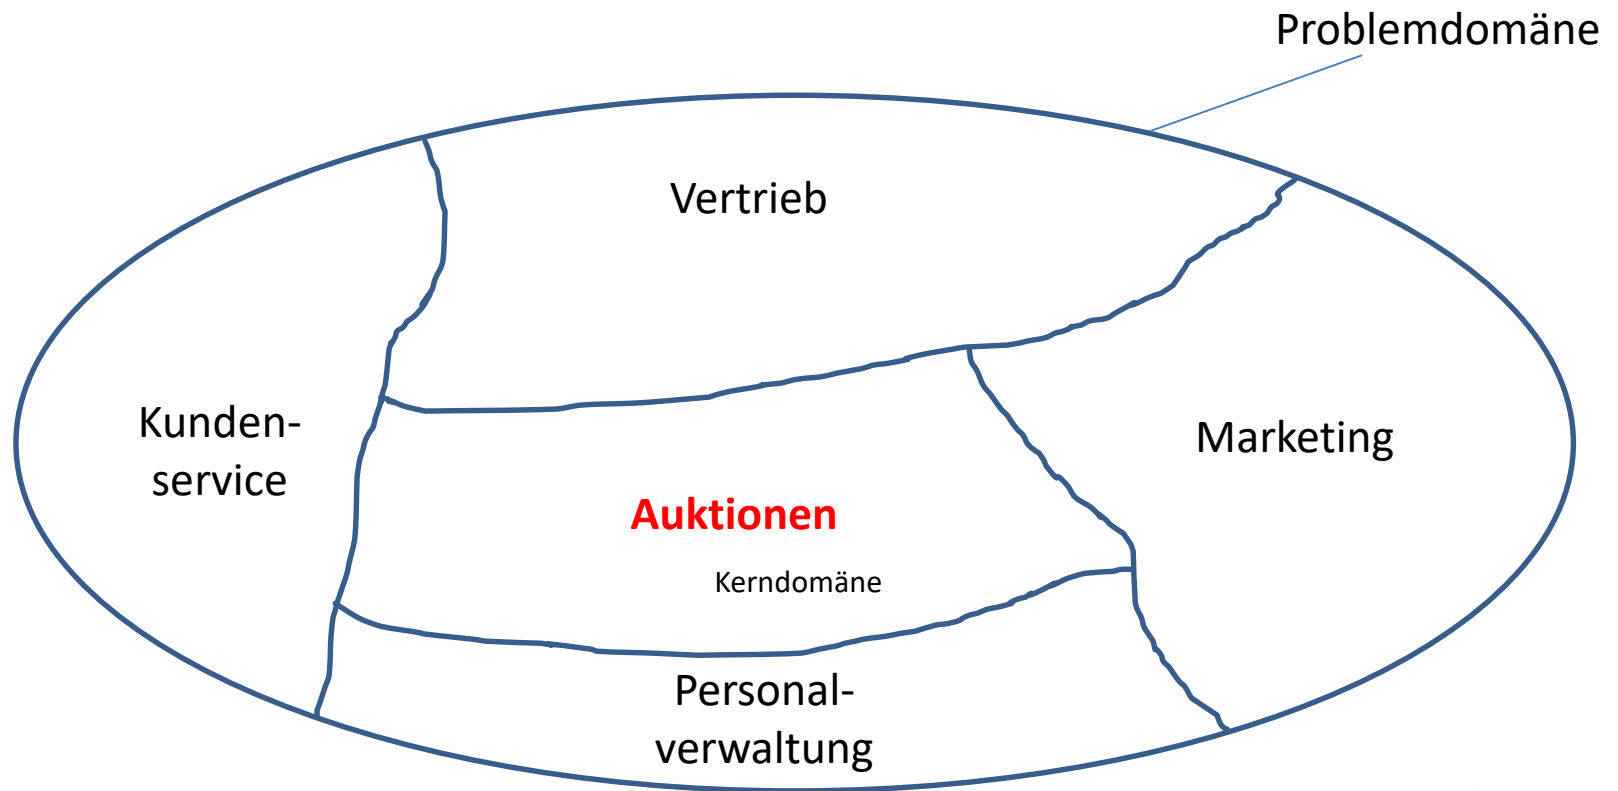 Problemdomäne
Vertrieb
Kunden-
service
Marketing
Auktionen
Kerndomäne
Personal-
verwaltung